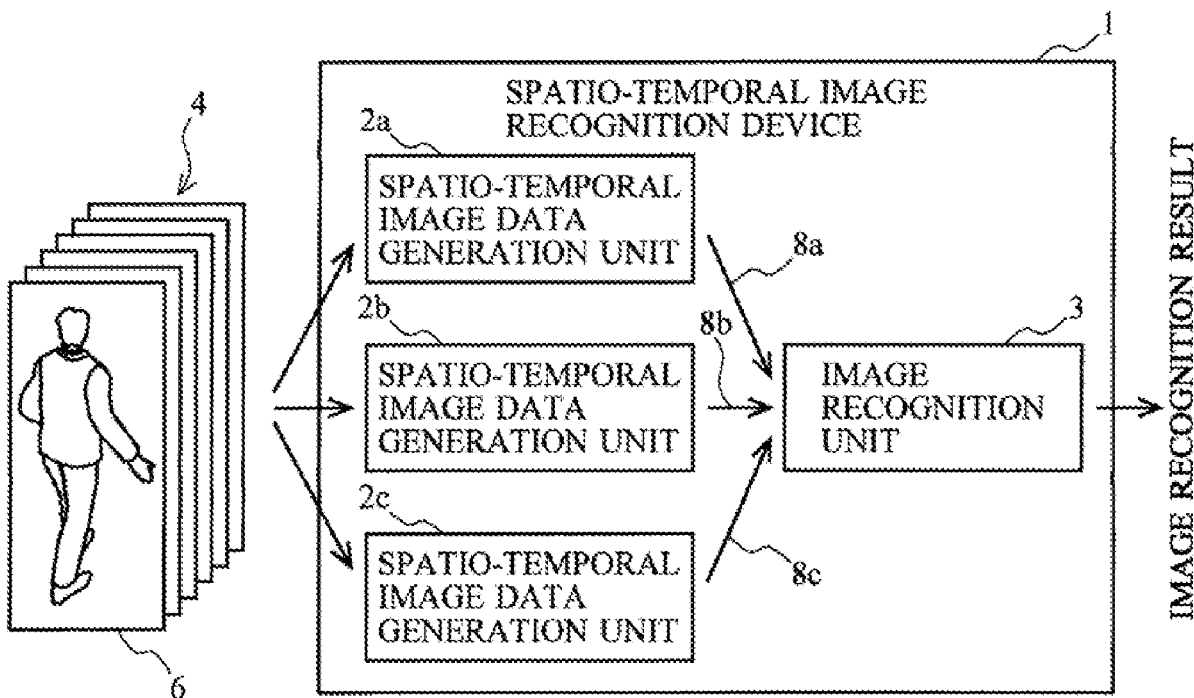 1
SPATIO-TEMPORAL IMAGE
RECOGNITION DEVICE
4
2a
SPATIO-TEMPORAL
IMAGE DATA
GENERATION UNIT
8a
2b
8b
3
SPATIO-TEMPORAL
IMAGE DATA
GENERATION UNIT
IMAGE
RECOGNITION
UNIT
IMAGE RECOGNITION RESULT
2c
SPATIO-TEMPORAL
IMAGE DATA
GENERATION UNIT
8c
6